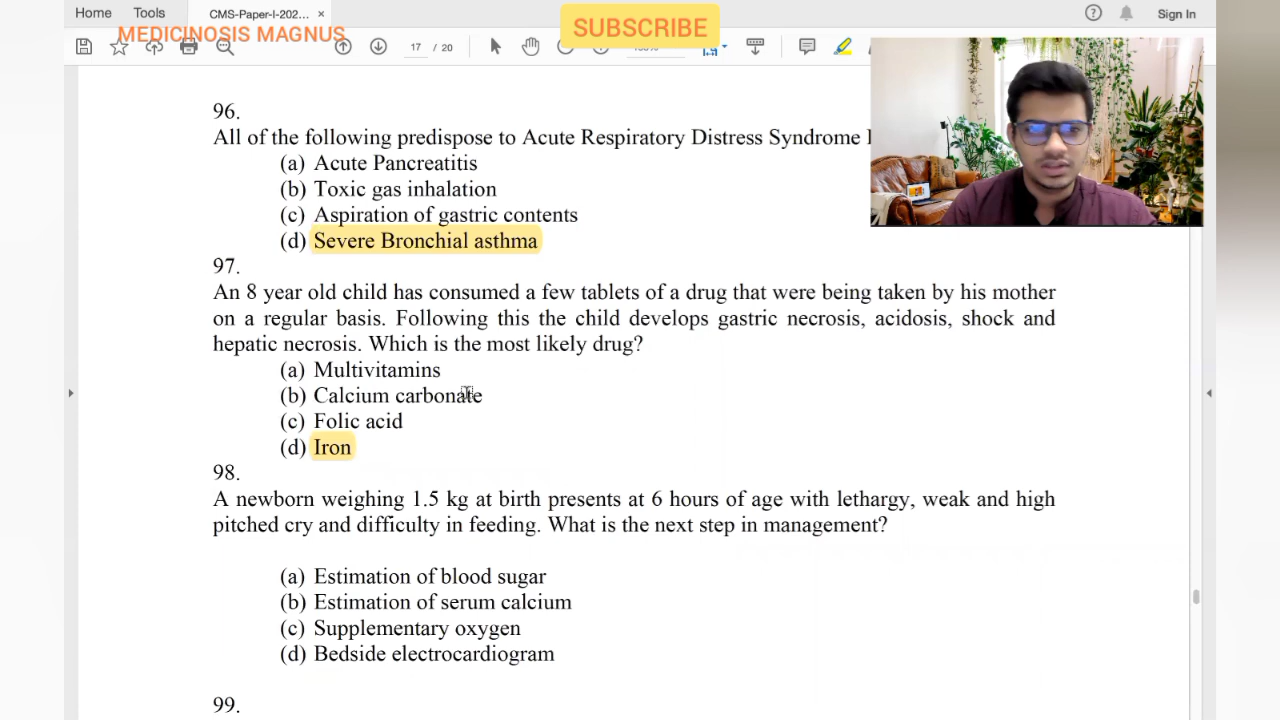 Home Tools CMS-Paper-I-202... × Sign In
MEDICINOSIS MAGNUS
SUBSCRIBE
17 / 20
96.
All of the following predispose to Acute Respiratory Distress Syndrome
(a) Acute Pancreatitis
(b) Toxic gas inhalation
(c) Aspiration of gastric contents
(d) Severe Bronchial asthma
97.
An 8 year old child has consumed a few tablets of a drug that were being taken by his mother
on a regular basis. Following this the child develops gastric necrosis, acidosis, shock and
hepatic necrosis. Which is the most likely drug?
(a) Multivitamins
(b) Calcium carbonate
(c) Folic acid
(d) Iron
98.
A newborn weighing 1.5 kg at birth presents at 6 hours of age with lethargy, weak and high
pitched cry and difficulty in feeding. What is the next step in management?
(a) Estimation of blood sugar
(b) Estimation of serum calcium
(c) Supplementary oxygen
(d) Bedside electrocardiogram
99.